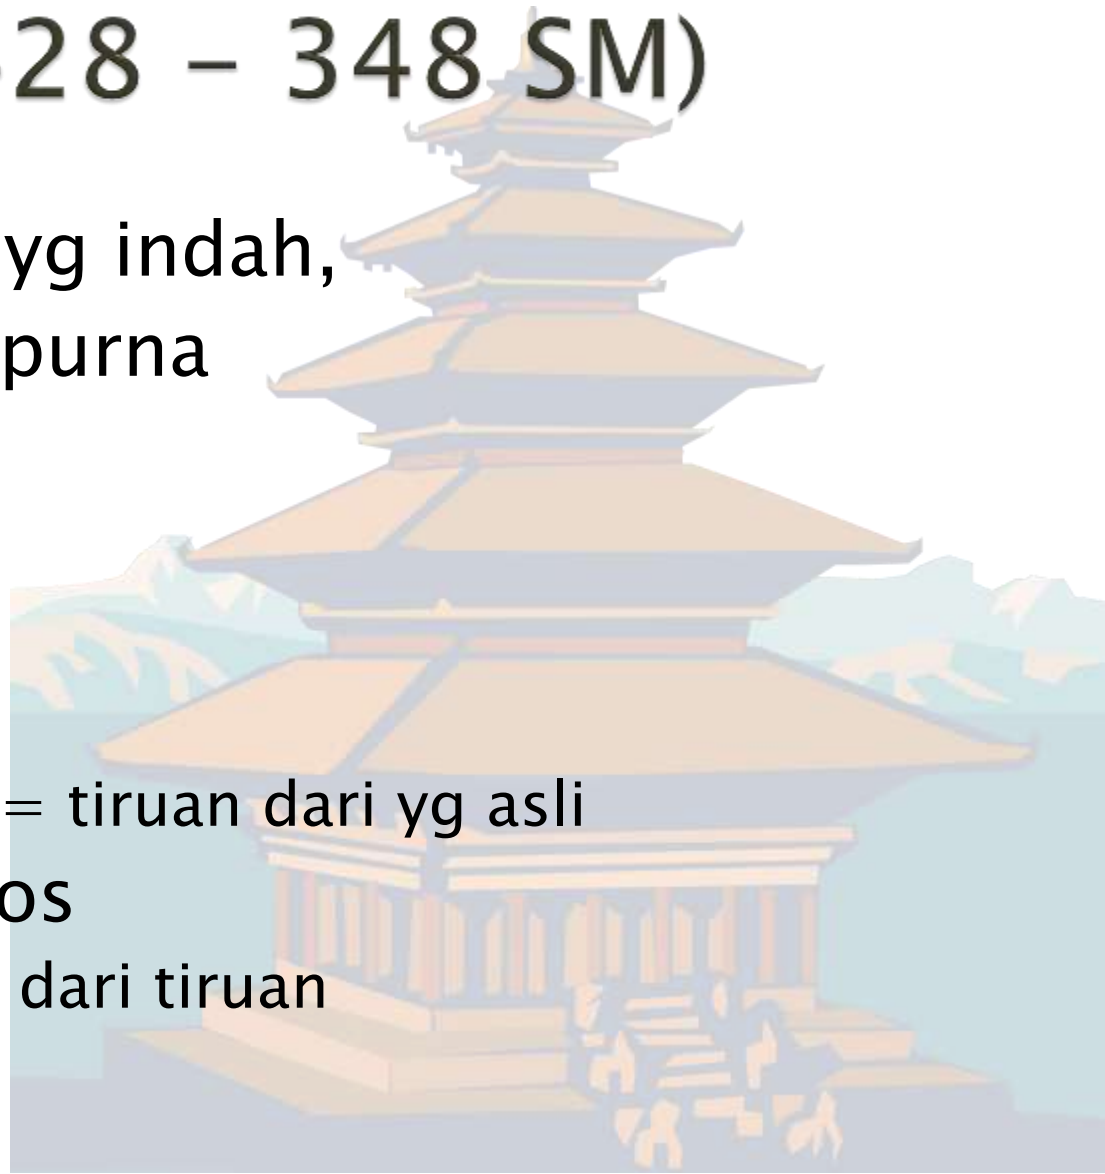 28 – 348 SM)
yg indah,
purna
= tiruan dari yg asli
os
dari tiruan